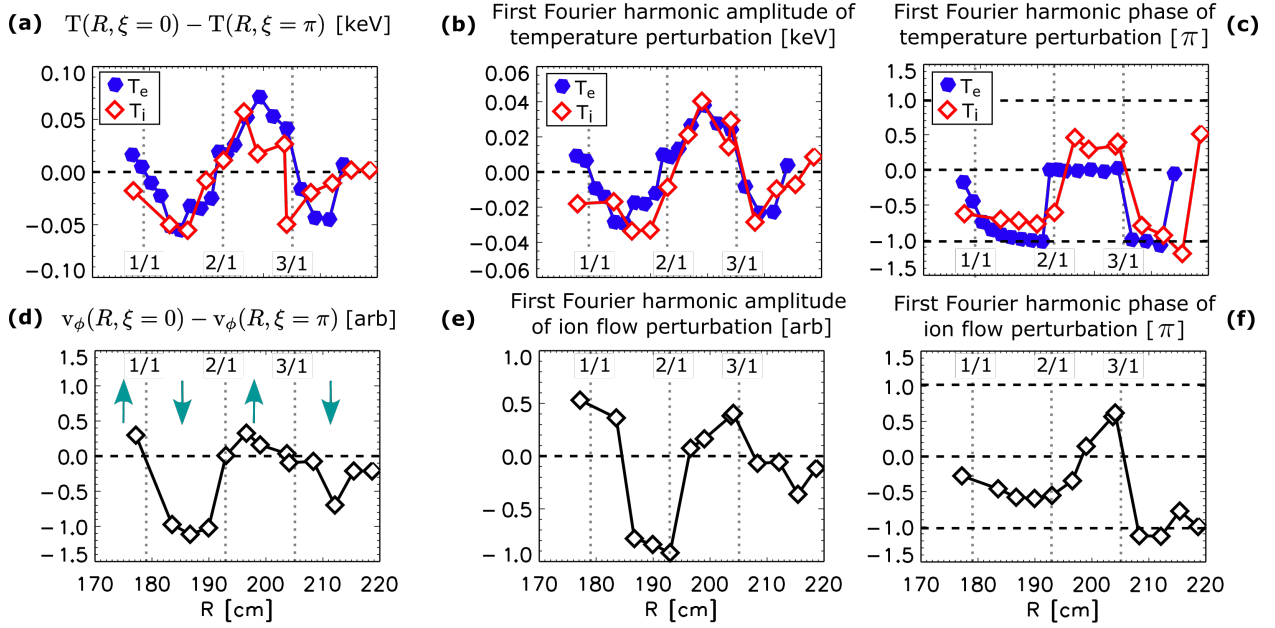 (a) T(R, ξ = 0) − T(R, ξ = π) [keV]
0.10
0.05
0.00
−0.05
−0.10
T_e
T_i
1/1
2/1
3/1
(b) First Fourier harmonic amplitude of
temperature perturbation [keV]
0.06
0.04
0.02
0.00
−0.02
−0.04
−0.06
T_e
T_i
1/1
2/1
3/1
First Fourier harmonic phase of
temperature perturbation [π] (c)
1.5
1.0
0.5
0.0
−0.5
−1.0
−1.5
T_e
T_i
1/1
2/1
3/1
(d) v_ϕ(R, ξ = 0) − v_ϕ(R, ξ = π) [arb]
1.5
1.0
0.5
0.0
−0.5
−1.0
−1.5
1/1
2/1
3/1
170 180 190 200 210 220
R [cm]
(e) First Fourier harmonic amplitude
of ion flow perturbation [arb]
1.0
0.5
0.0
−0.5
−1.0
1/1
2/1
3/1
170 180 190 200 210 220
R [cm]
First Fourier harmonic phase of
ion flow perturbation [π] (f)
1.5
1.0
0.5
0.0
−0.5
−1.0
−1.5
1/1
2/1
3/1
170 180 190 200 210 220
R [cm]